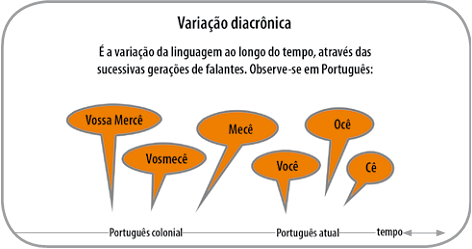 Variação diacrônica
É a variação da linguagem ao longo do tempo, através das
sucessivas gerações de falantes. Observe-se em Português:
Vossa Mercê
Vosmecê
Mecê
Você
Ocê
Cê
Português colonial
Português atual
tempo